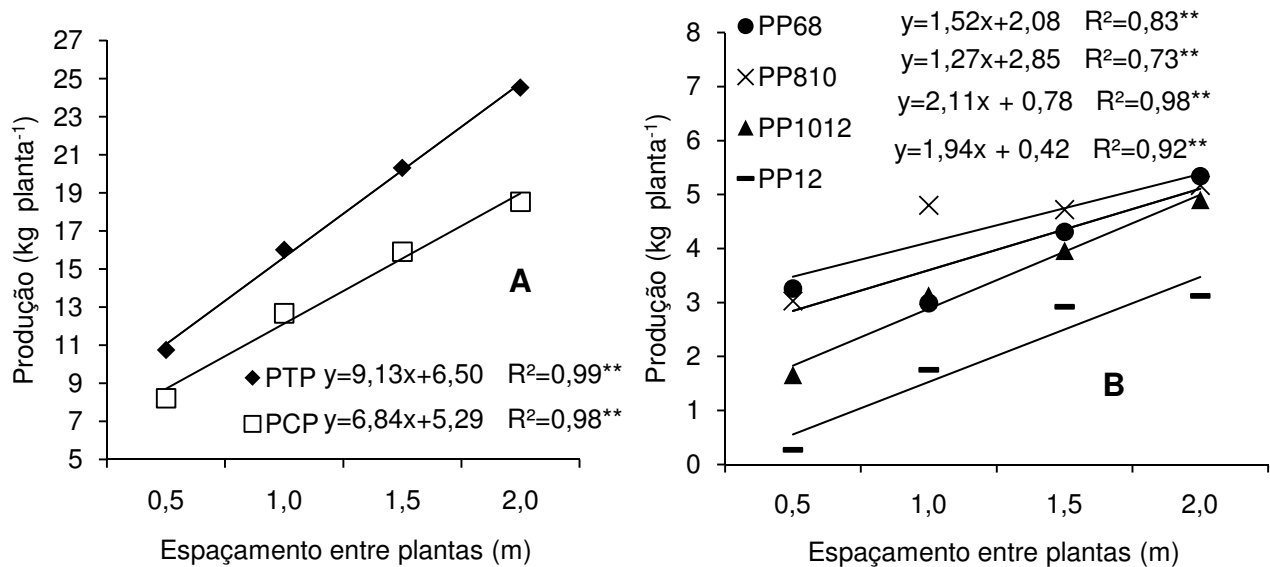 Produção (kg planta⁻¹)
27
25
23
21
19
17
15
13
11
9
7
5
A
PTP y=9,13x+6,50 R²=0,99**
PCP y=6,84x+5,29 R²=0,98**
0,5 1,0 1,5 2,0
Espaçamento entre plantas (m)
Produção (kg planta⁻¹)
8
7
6
5
4
3
2
1
0
PP68 y=1,52x+2,08 R²=0,83**
PP810 y=1,27x+2,85 R²=0,73**
PP1012 y=2,11x + 0,78 R²=0,98**
PP12 y=1,94x + 0,42 R²=0,92**
B
0,5 1,0 1,5 2,0
Espaçamento entre plantas (m)